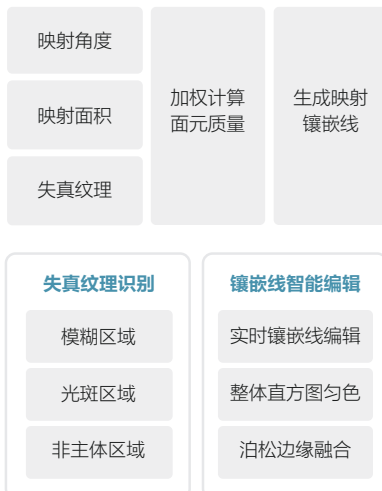 映射角度
映射面积
失真纹理
加权计算
面元质量
生成映射
镶嵌线
失真纹理识别
模糊区域
光斑区域
非主体区域
镶嵌线智能编辑
实时镶嵌线编辑
整体直方图匀色
泊松边缘融合